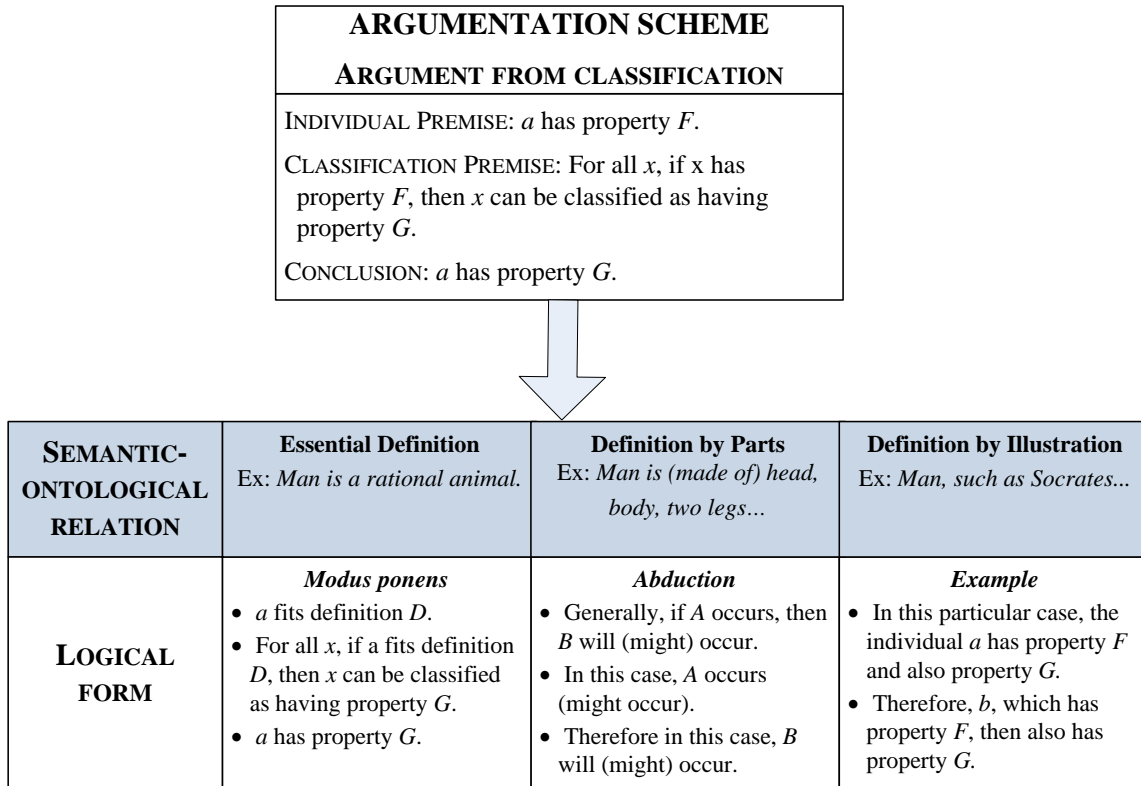 ARGUMENTATION SCHEME
ARGUMENT FROM CLASSIFICATION
INDIVIDUAL PREMISE: a has property F.
CLASSIFICATION PREMISE: For all x, if x has
property F, then x can be classified as having
property G.
CONCLUSION: a has property G.
SEMANTIC-
ONTOLOGICAL
RELATION
Essential Definition
Ex: Man is a rational animal.
Definition by Parts
Ex: Man is (made of) head,
body, two legs…
Definition by Illustration
Ex: Man, such as Socrates...
LOGICAL
FORM
Modus ponens
• a fits definition D.
• For all x, if a fits definition
D, then x can be classified
as having property G.
• a has property G.
Abduction
• Generally, if A occurs, then
B will (might) occur.
• In this case, A occurs
(might occur).
• Therefore in this case, B
will (might) occur.
Example
• In this particular case, the
individual a has property F
and also property G.
• Therefore, b, which has
property F, then also has
property G.